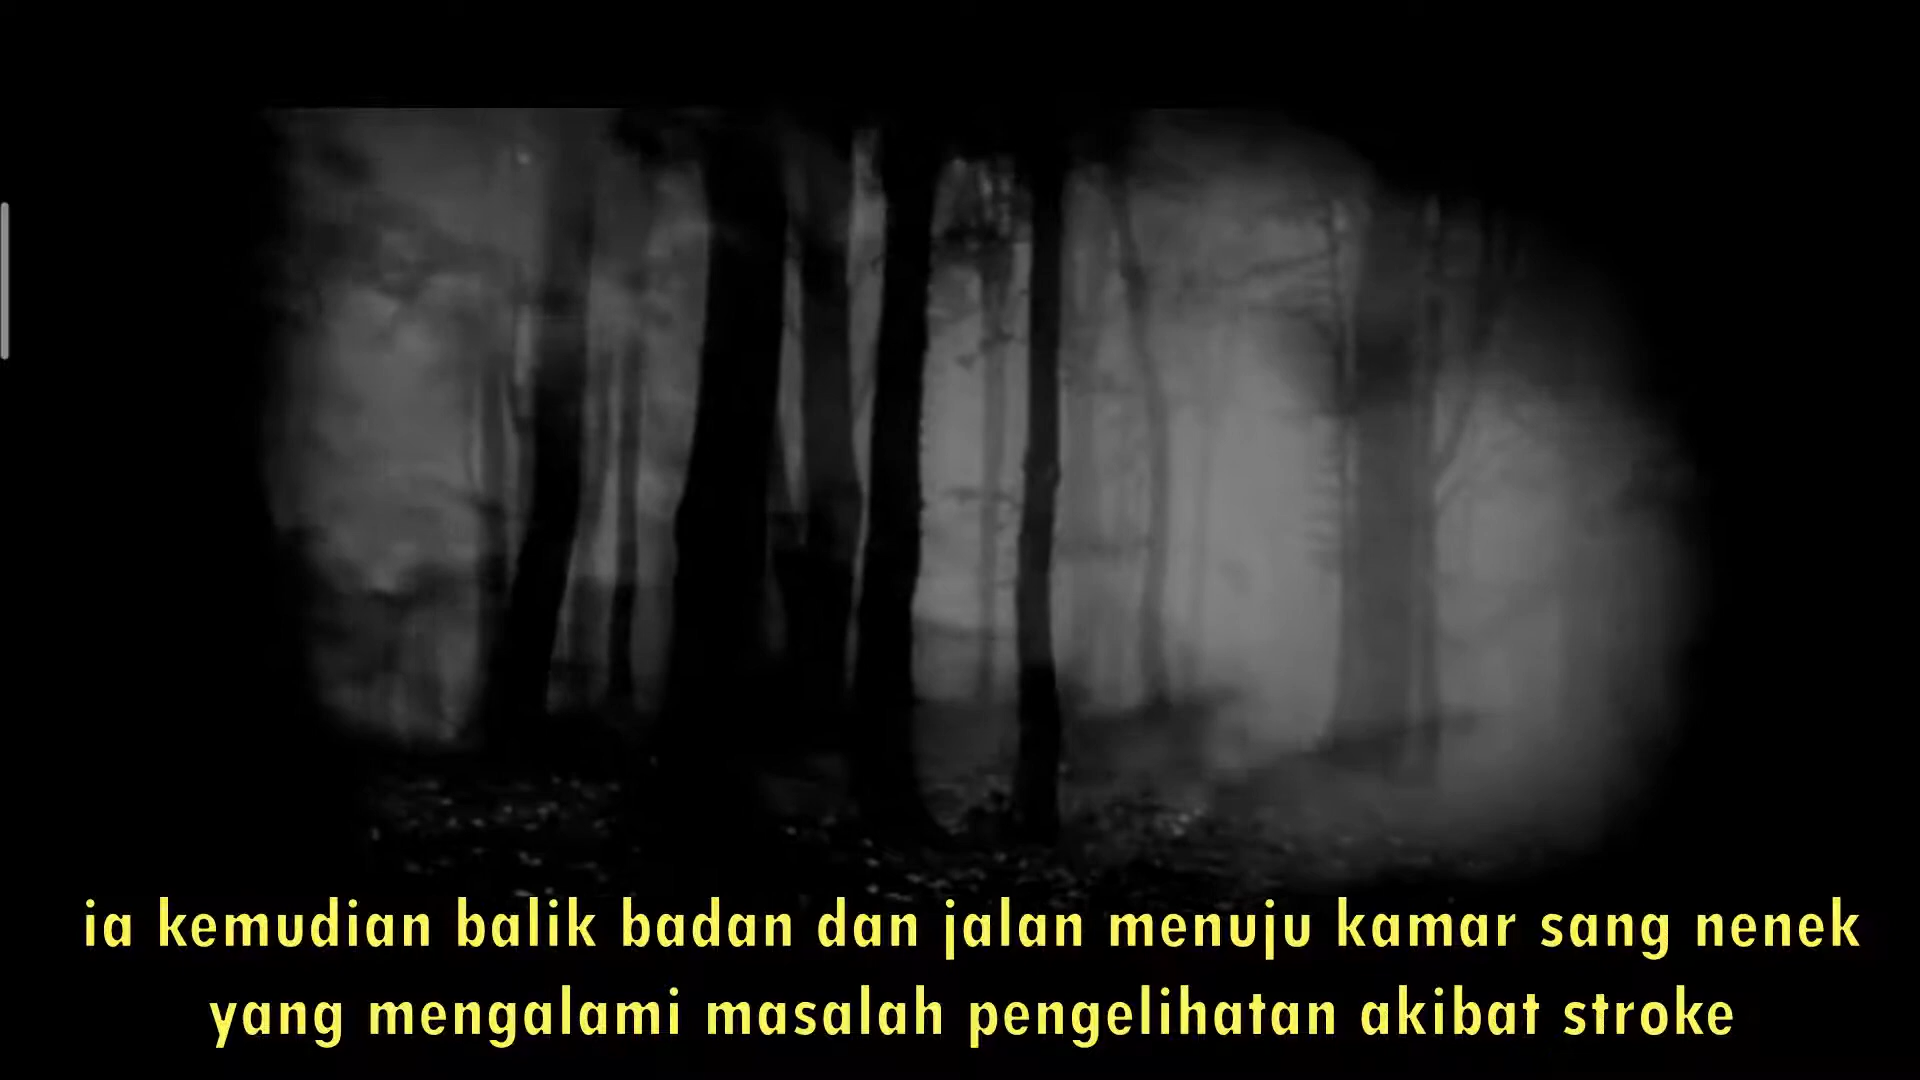 ia kemudian balik badan dan jalan menuju kamar sang nenek
yang mengalami masalah pengelihatan akibat stroke